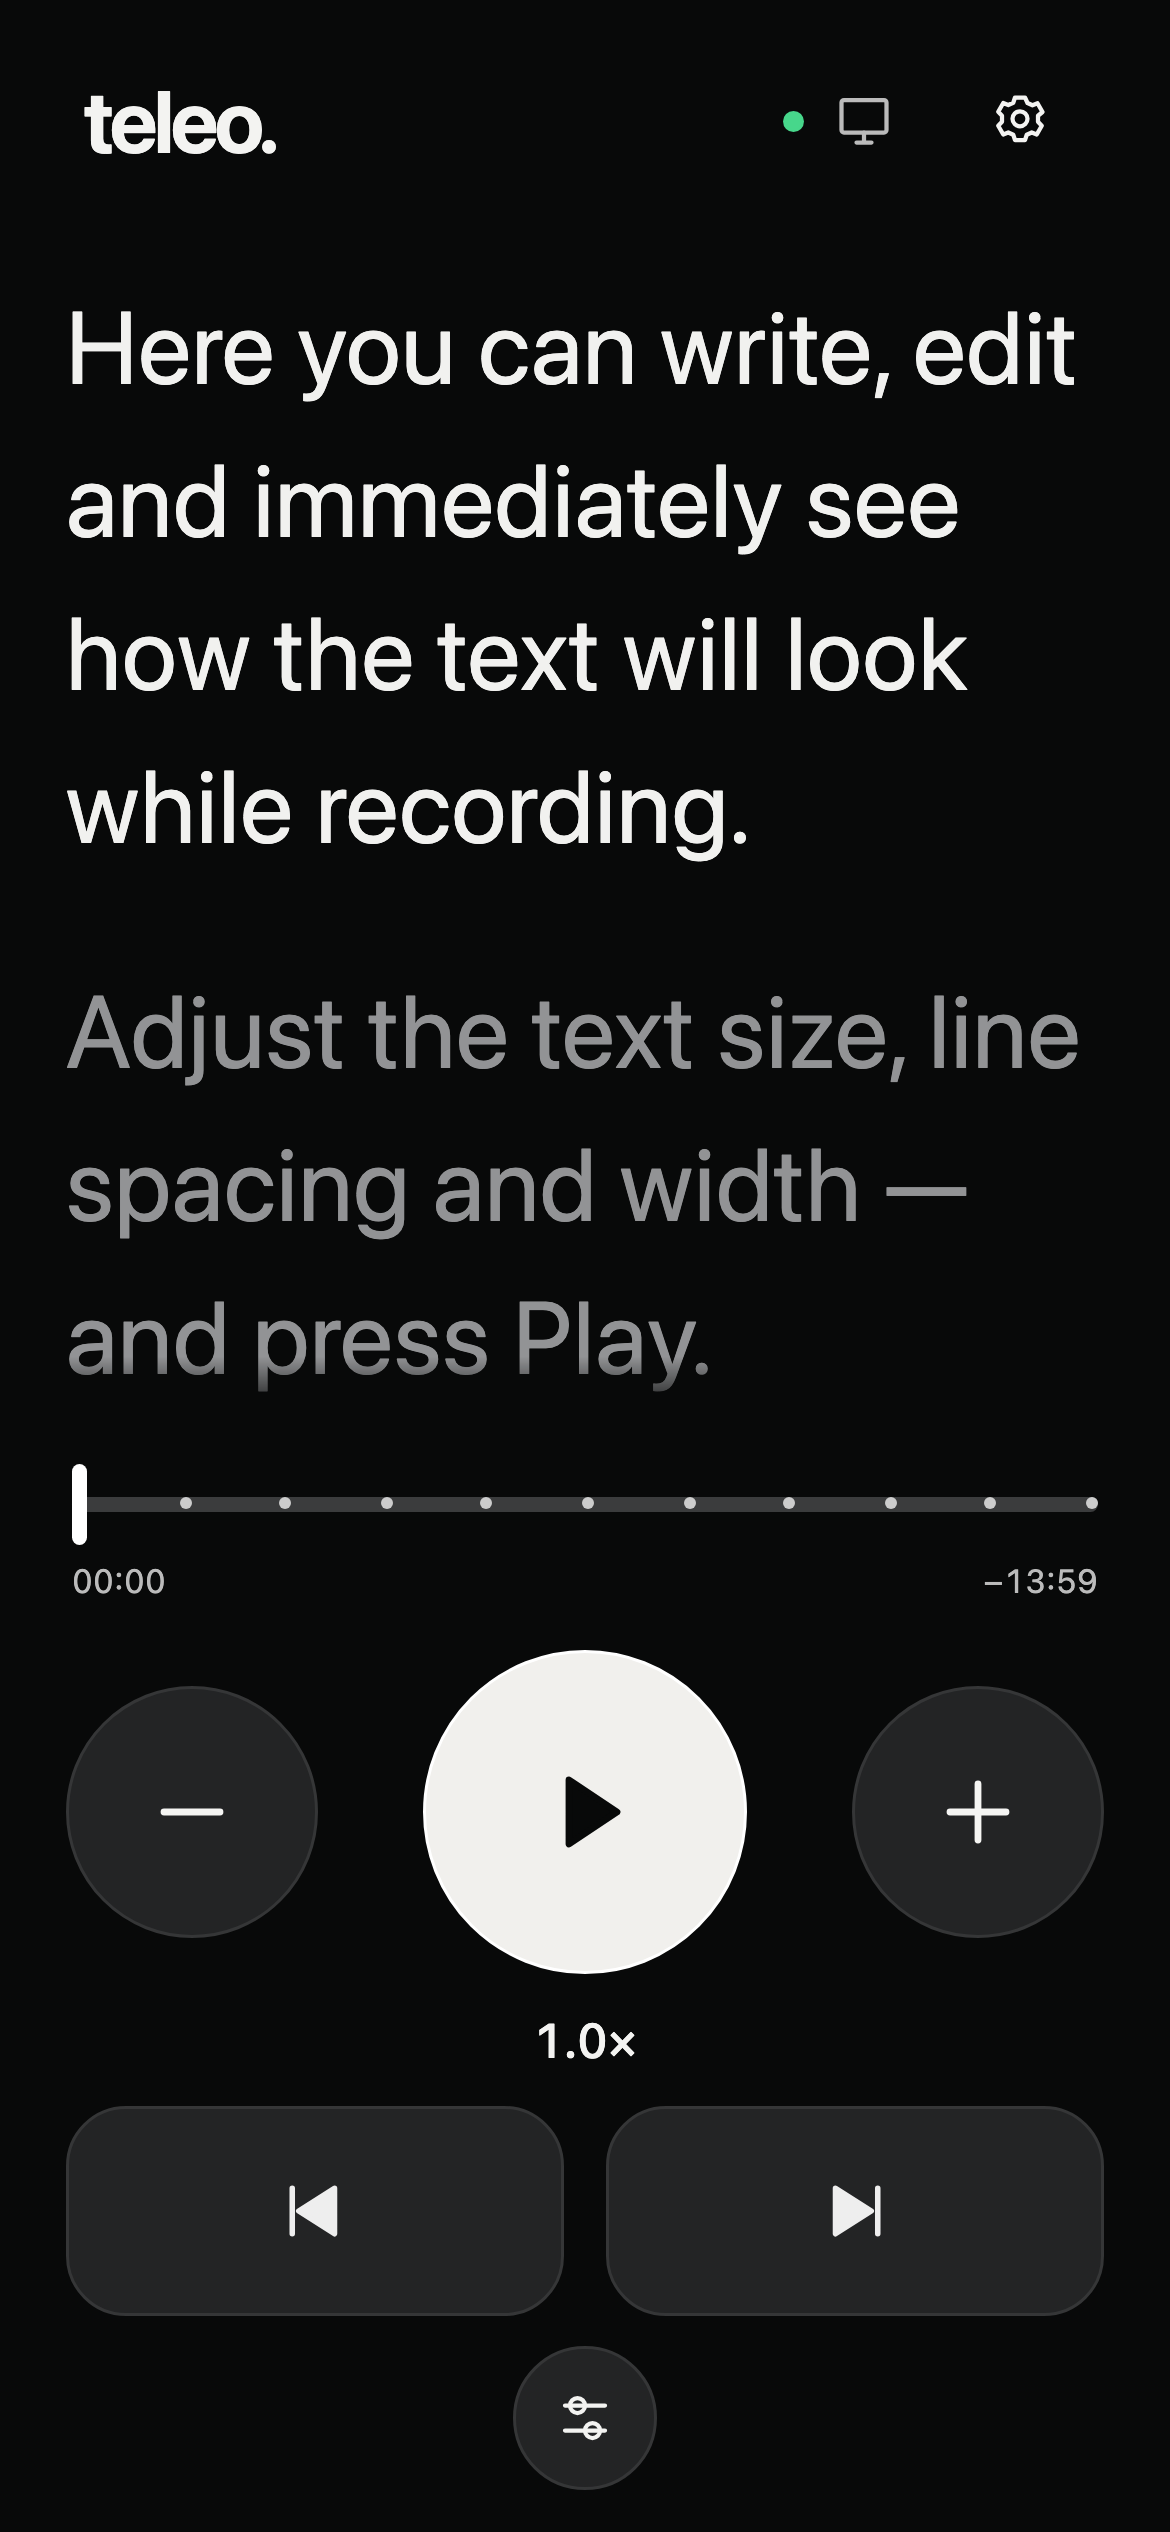 teleo.
Here you can write, edit
and immediately see
how the text will look
while recording.
Adjust the text size, line
spacing and width —
and press Play.
00:00
–13:59
1.0×